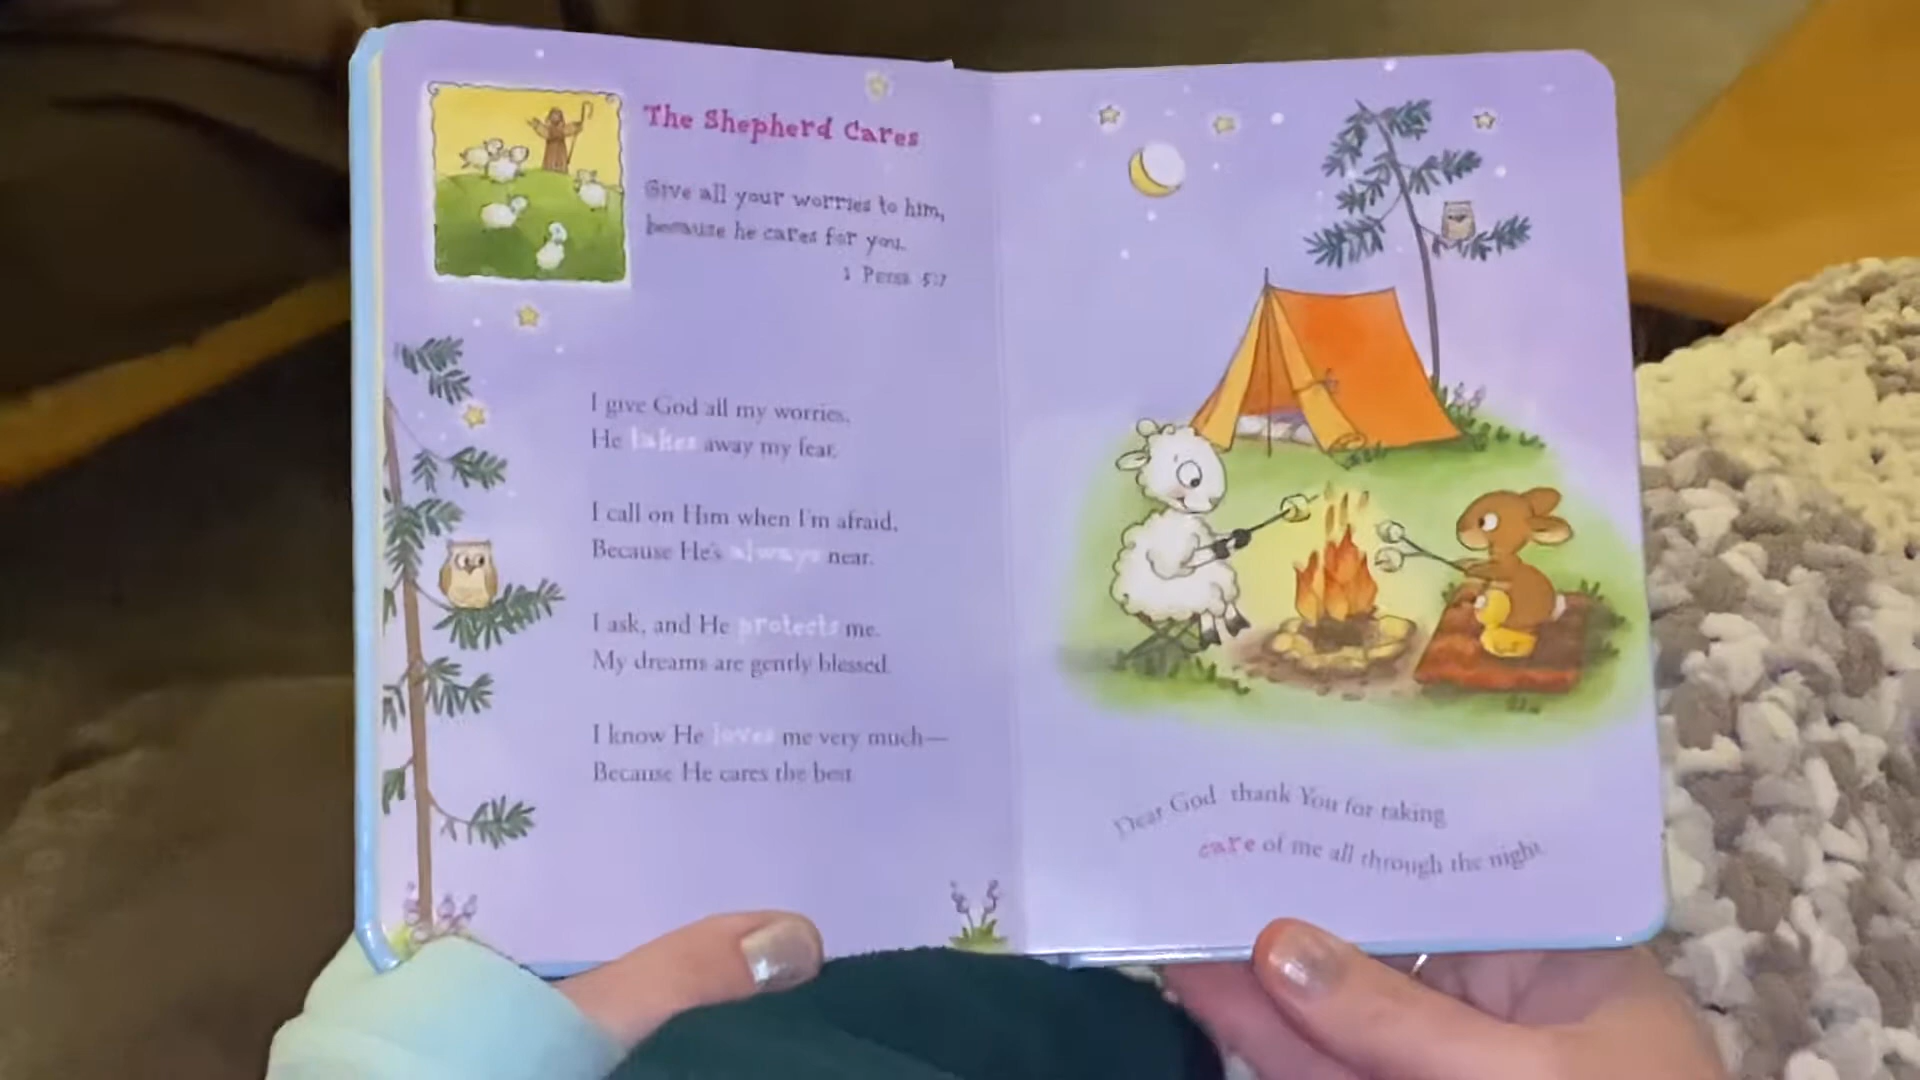 The Shepherd Cares
Give all your worries to him,
because he cares for you.
1 Peter 5:7
I give God all my worries.
He takes away my fear.
I call on Him when I'm afraid,
Because He's always near.
I ask, and He protects me.
My dreams are gently blessed.
I know He loves me very much—
Because He cares the best.
Dear God, thank You for taking
care of me all through the night.